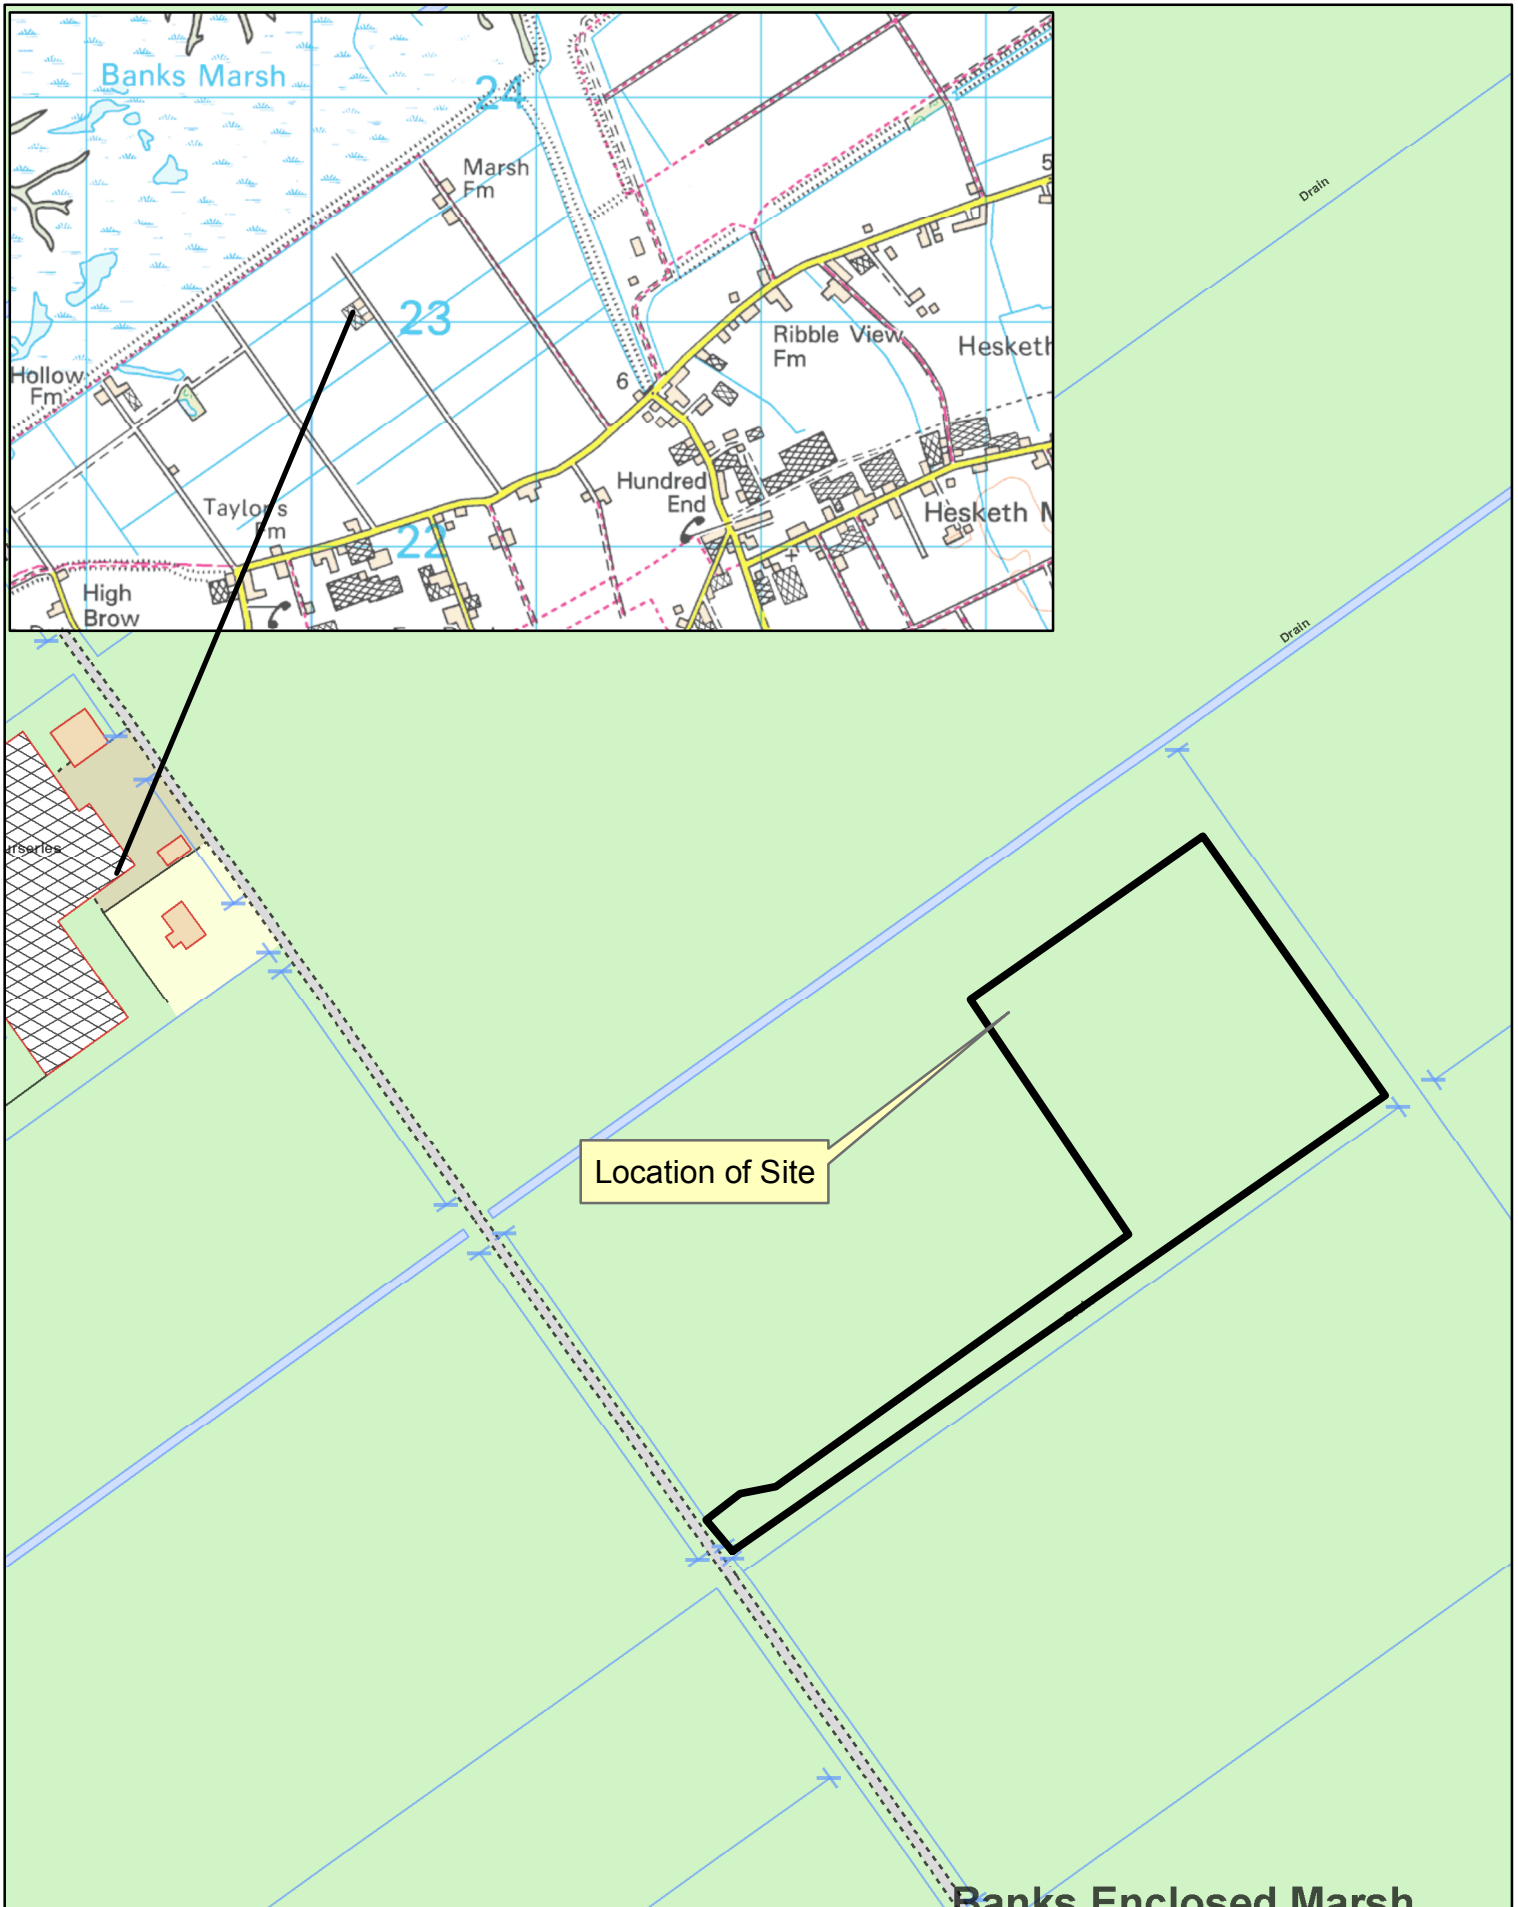 Banks Marsh
24
Marsh
Fm
5
23
Ribble View
Fm
Hesketh
Hollow
Fm
6
Hundred
End
Taylor's
Fm
22
Hesketh M
High
Brow
Drain
Drain
urseries
Location of Site
Banks Enclosed Marsh